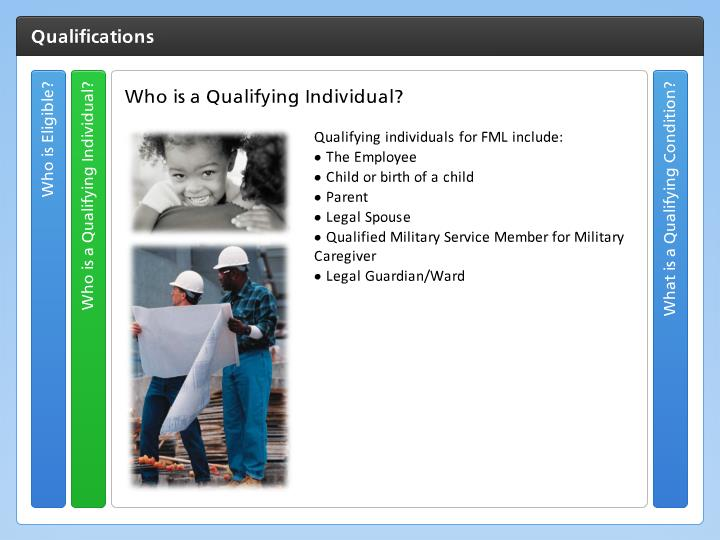 Qualifications
Who is Eligible?
Who is a Qualifying Individual?
Who is a Qualifying Individual?
Qualifying individuals for FML include:
• The Employee
• Child or birth of a child
• Parent
• Legal Spouse
• Qualified Military Service Member for Military
Caregiver
• Legal Guardian/Ward
What is a Qualifying Condition?